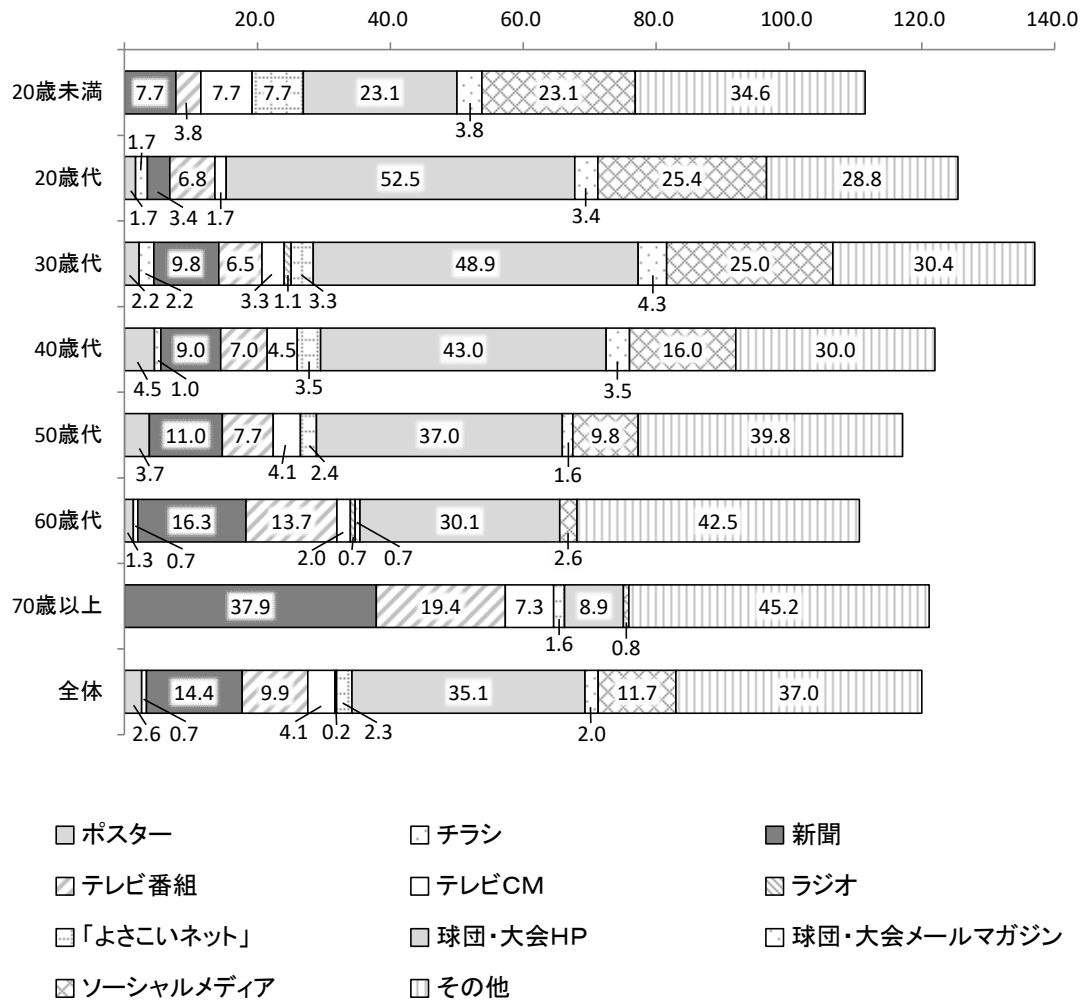 20.0 40.0 60.0 80.0 100.0 120.0 140.0
20歳未満 7.7 7.7 7.7 23.1 23.1 34.6
3.8 3.8
1.7
20歳代 6.8 52.5 25.4 28.8
1.7 3.4 1.7 3.4
30歳代 9.8 6.5 48.9 25.0 30.4
2.2 2.2 3.3 1.1 3.3 4.3
40歳代 9.0 7.0 4.5 43.0 16.0 30.0
4.5 1.0 3.5 3.5
50歳代 11.0 7.7 37.0 9.8 39.8
3.7 4.1 2.4 1.6
60歳代 16.3 13.7 30.1 42.5
1.3 0.7 2.0 0.7 0.7 2.6
70歳以上 37.9 19.4 7.3 8.9 45.2
1.6 0.8
全体 14.4 9.9 35.1 11.7 37.0
2.6 0.7 4.1 0.2 2.3 2.0
ポスター チラシ 新聞
テレビ番組 テレビCM ラジオ
「よさこいネット」 球団・大会HP 球団・大会メールマガジン
ソーシャルメディア その他